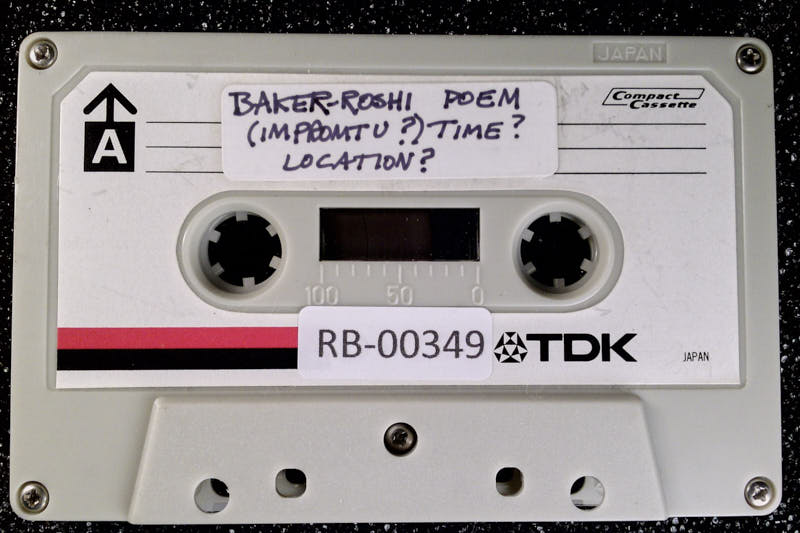 JAPAN
BAKER-ROSHI POEM
(IMPROMTU?) TIME?
LOCATION?
Compact
Cassette
A
100 50 0
RB-00349
TDK
JAPAN